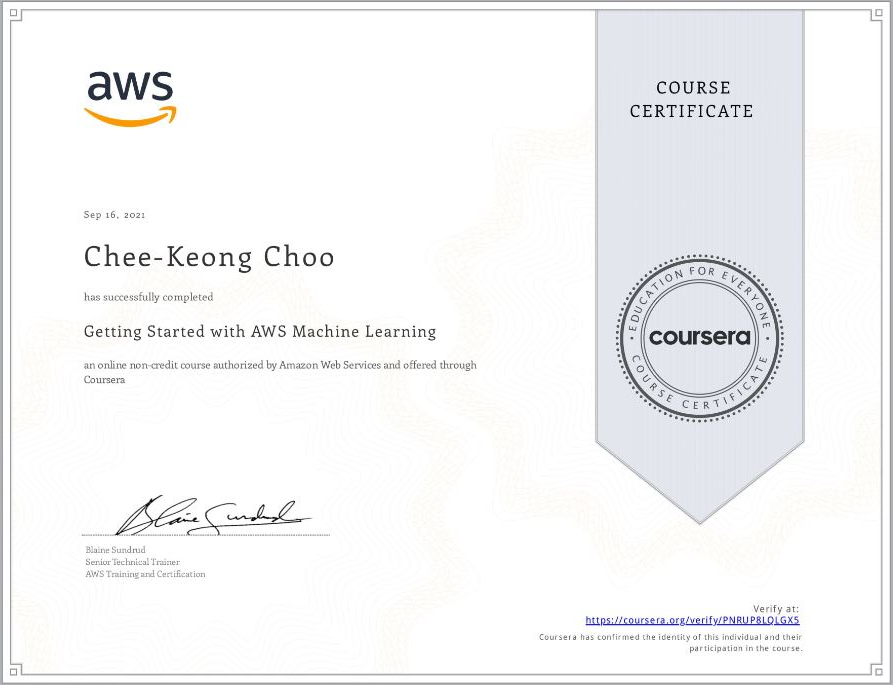 aws
COURSE
CERTIFICATE
Sep 16, 2021
Chee-Keong Choo
has successfully completed
Getting Started with AWS Machine Learning
an online non-credit course authorized by Amazon Web Services and offered through
Coursera
EDUCATION FOR EVERYONE
coursera
COURSE CERTIFICATE
Blaine Sundrud
Blaine Sundrud
Senior Technical Trainer
AWS Training and Certification
Verify at:
https://coursera.org/verify/PNRUP8LQLGX5
Coursera has confirmed the identity of this individual and their
participation in the course.